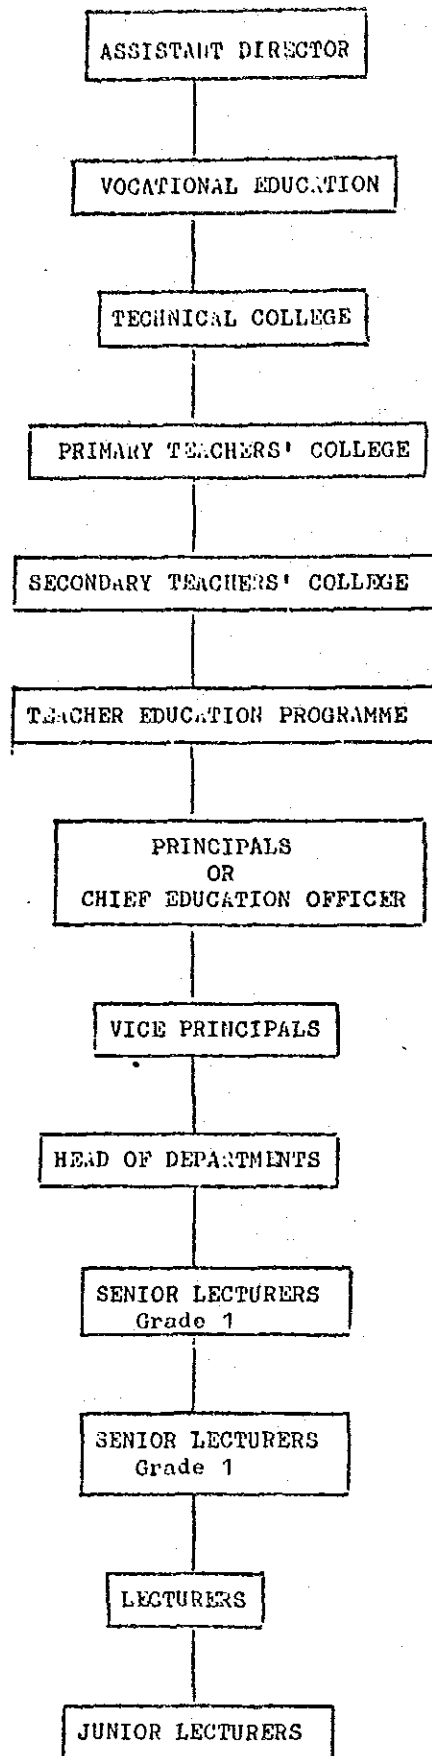 ASSISTANT DIRECTOR
VOCATIONAL EDUCATION
TECHNICAL COLLEGE
PRIMARY TEACHERS' COLLEGE
SECONDARY TEACHERS' COLLEGE
TEACHER EDUCATION PROGRAMME
PRINCIPALS
OR
CHIEF EDUCATION OFFICER
VICE PRINCIPALS
HEAD OF DEPARTMENTS
SENIOR LECTURERS
Grade 1
SENIOR LECTURERS
Grade 1
LECTURERS
JUNIOR LECTURERS